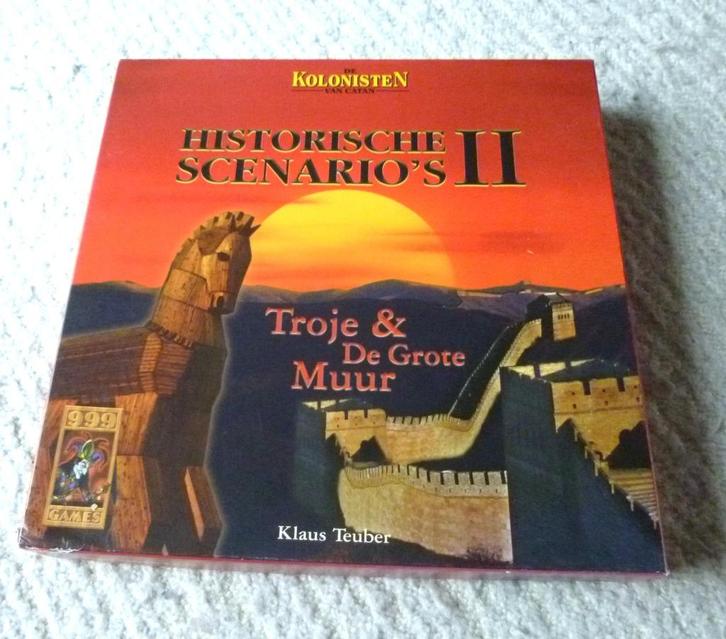 DE
KOLONISTEN
VAN CATAN
HISTORISCHE
SCENARIO'S II
Troje &
De Grote
Muur
999
GAMES
Klaus Teuber